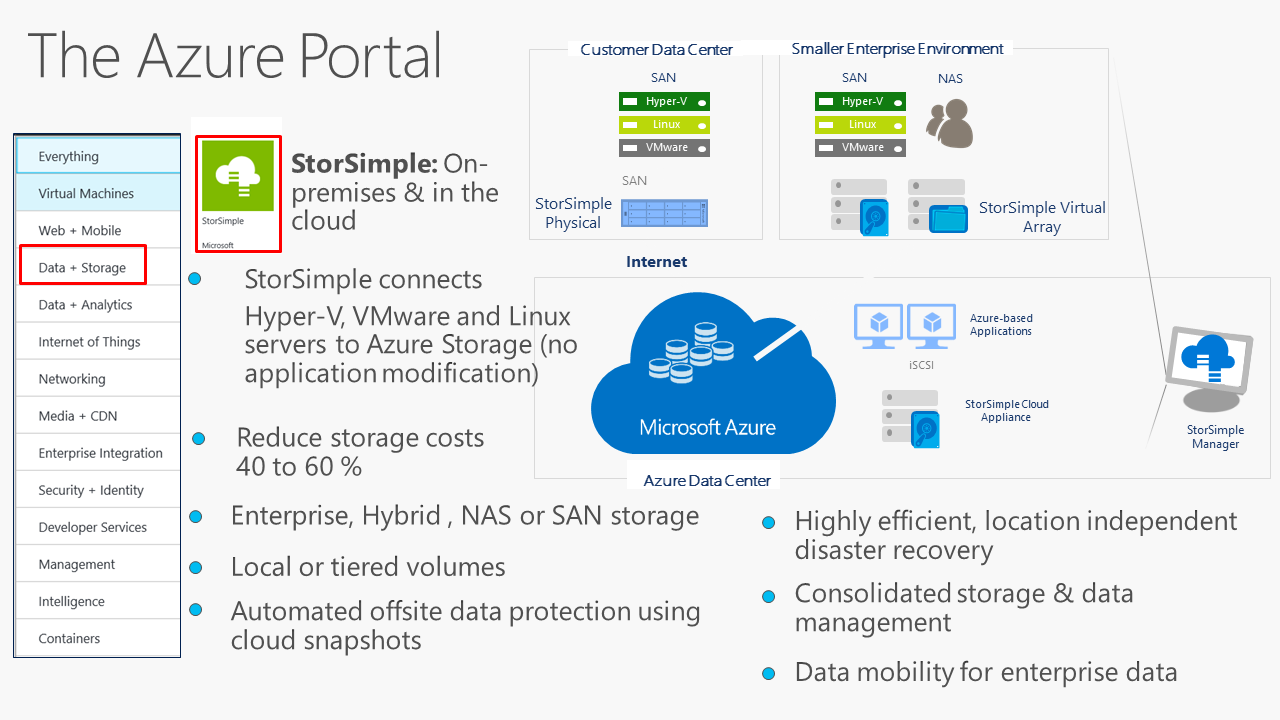 The Azure Portal
Everything
Virtual Machines
Web + Mobile
Data + Storage
Data + Analytics
Internet of Things
Networking
Media + CDN
Enterprise Integration
Security + Identity
Developer Services
Management
Intelligence
Containers
StorSimple
Microsoft
StorSimple: On-
premises & in the
cloud
StorSimple connects
Hyper-V, VMware and Linux
servers to Azure Storage (no
application modification)
Reduce storage costs
40 to 60 %
Enterprise, Hybrid , NAS or SAN storage
Local or tiered volumes
Automated offsite data protection using
cloud snapshots
Customer Data Center
SAN
Hyper-V
Linux
VMware
SAN
StorSimple
Physical
Smaller Enterprise Environment
SAN
NAS
Hyper-V
Linux
VMware
StorSimple Virtual
Array
Internet
Microsoft Azure
Azure Data Center
Azure-based
Applications
iSCSI
StorSimple Cloud
Appliance
StorSimple
Manager
Highly efficient, location independent
disaster recovery
Consolidated storage & data
management
Data mobility for enterprise data